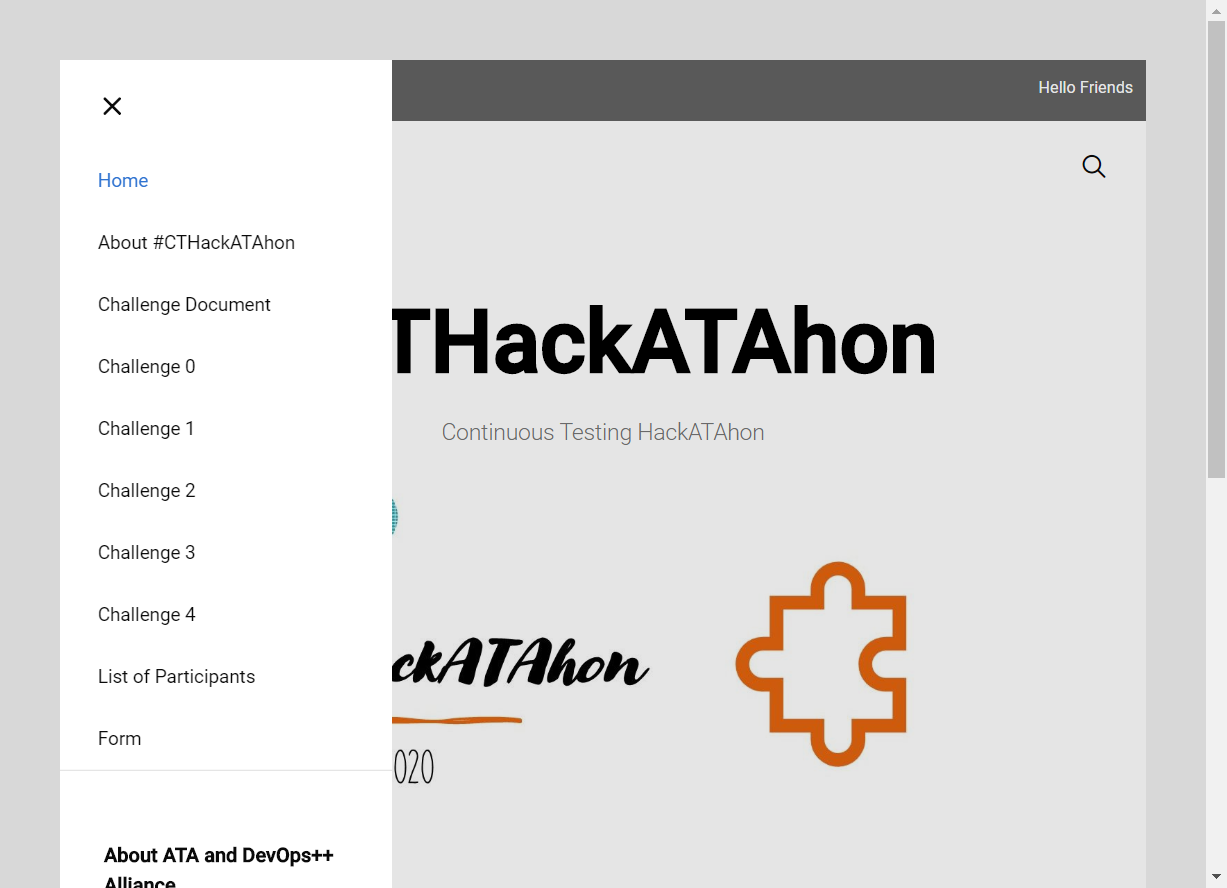 Hello Friends
Home
About #CTHackATAhon
Challenge Document
Challenge 0
Challenge 1
Challenge 2
Challenge 3
Challenge 4
List of Participants
Form
About ATA and DevOps++
Alliance
THackATAhon
Continuous Testing HackATAhon
ckATAhon
020